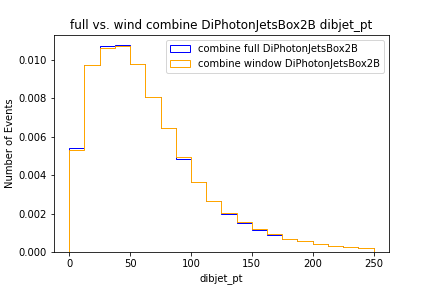 full vs. wind combine DiPhotonJetsBox2B dibjet_pt
combine full DiPhotonJetsBox2B
combine window DiPhotonJetsBox2B
Number of Events
0.010
0.008
0.006
0.004
0.002
0.000
0 50 100 150 200 250
dibjet_pt